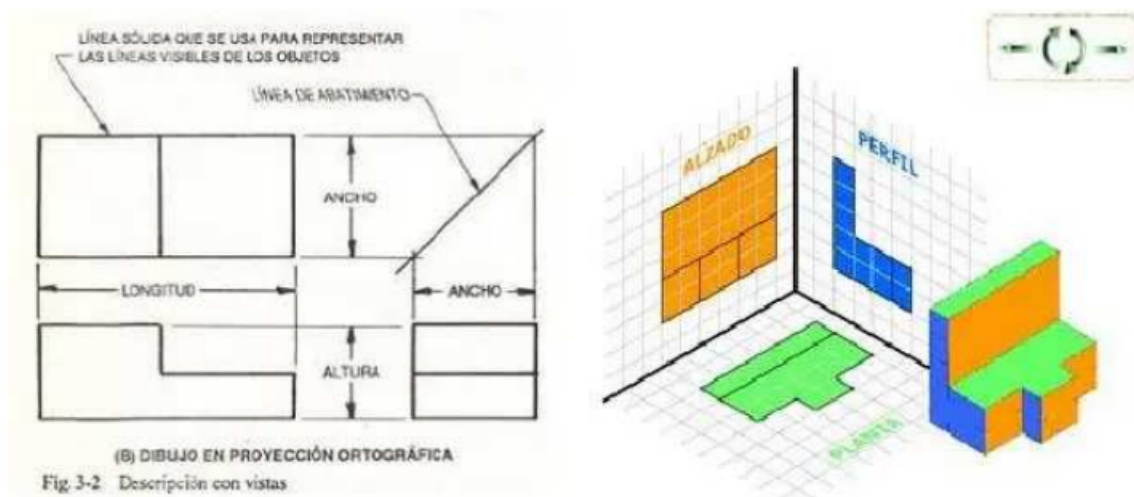 LÍNEA SÓLIDA QUE SE USA PARA REPRESENTAR
LAS LÍNEAS VISIBLES DE LOS OBJETOS
LÍNEA DE ABATIMIENTO
ANCHO
LONGITUD
ANCHO
ALTURA
(B) DIBUJO EN PROYECCIÓN ORTOGRÁFICA
Fig. 3-2 Descripción con vistas
ALZADO
PERFIL
PLANTA